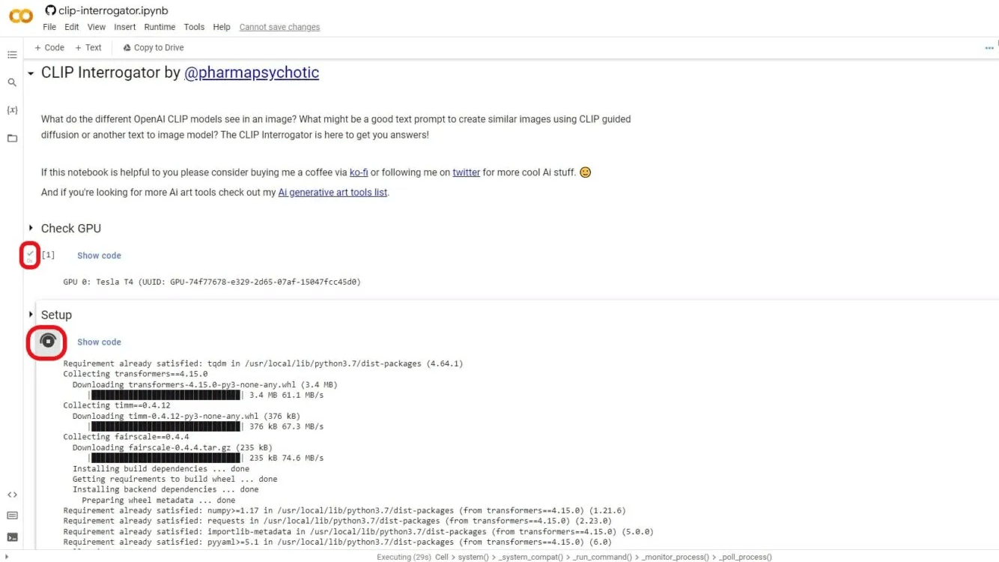 clip-interrogator.ipynb
File Edit View Insert Runtime Tools Help Cannot save changes
+ Code + Text Copy to Drive
CLIP Interrogator by @pharmapsychotic
What do the different OpenAI CLIP models see in an image? What might be a good text prompt to create similar images using CLIP guided
diffusion or another text to image model? The CLIP Interrogator is here to get you answers!
If this notebook is helpful to you please consider buying me a coffee via ko-fi or following me on twitter for more cool Ai stuff. 🙂
And if you're looking for more Ai art tools check out my Ai generative art tools list.
Check GPU
0s [1] Show code
GPU 0: Tesla T4 (UUID: GPU-74f77678-e329-2d65-07af-15047fcc45d0)
Setup
Show code
Requirement already satisfied: tqdm in /usr/local/lib/python3.7/dist-packages (4.64.1)
Collecting transformers==4.15.0
Downloading transformers-4.15.0-py3-none-any.whl (3.4 MB)
|████████████████████████████████| 3.4 MB 61.1 MB/s
Collecting timm==0.4.12
Downloading timm-0.4.12-py3-none-any.whl (376 kB)
|████████████████████████████████| 376 kB 67.3 MB/s
Collecting fairscale==0.4.4
Downloading fairscale-0.4.4.tar.gz (235 kB)
|████████████████████████████████| 235 kB 74.6 MB/s
Installing build dependencies ... done
Getting requirements to build wheel ... done
Installing backend dependencies ... done
Preparing wheel metadata ... done
Requirement already satisfied: numpy>=1.17 in /usr/local/lib/python3.7/dist-packages (from transformers==4.15.0) (1.21.6)
Requirement already satisfied: requests in /usr/local/lib/python3.7/dist-packages (from transformers==4.15.0) (2.23.0)
Requirement already satisfied: importlib-metadata in /usr/local/lib/python3.7/dist-packages (from transformers==4.15.0) (5.0.0)
Requirement already satisfied: pyyaml>=5.1 in /usr/local/lib/python3.7/dist-packages (from transformers==4.15.0) (6.0)
Executing (29s) Cell > system() > _system_compat() > _run_command() > _monitor_process() > _poll_process()